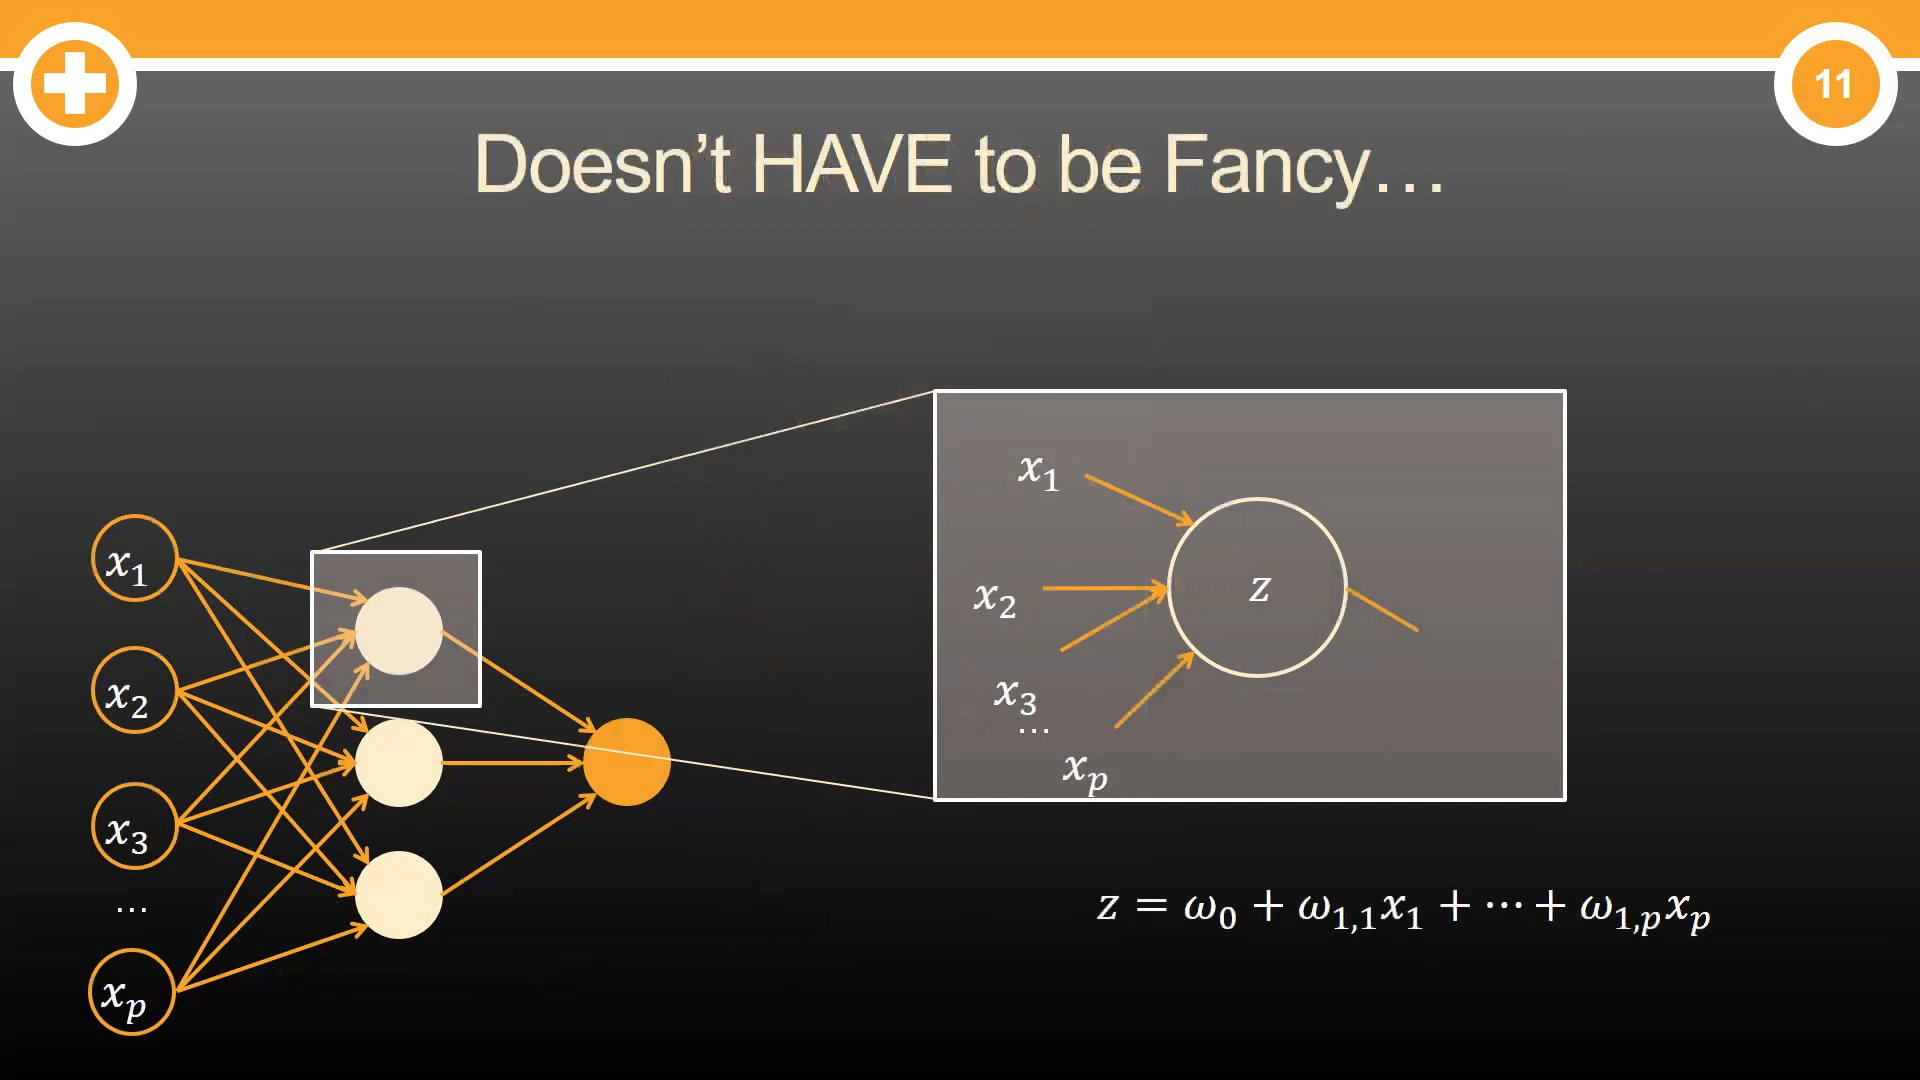 11
Doesn’t HAVE to be Fancy…
x₁
x₂
x₃
…
xₚ
x₁
x₂
x₃
…
xₚ
z
z = ω₀ + ω₁,₁x₁ + ⋯ + ω₁,ₚxₚ